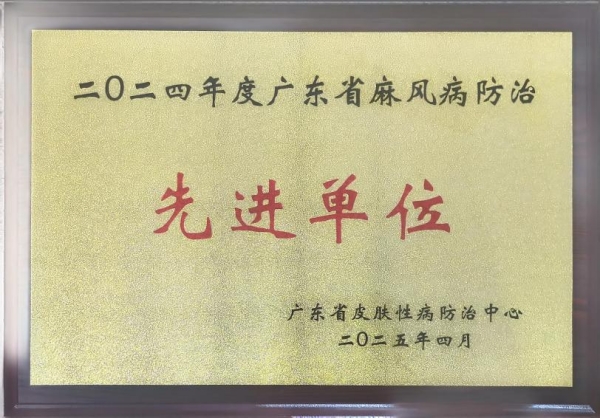 二〇二四年度广东省麻风病防治
先进单位
广东省皮肤性病防治中心
二〇二五年四月